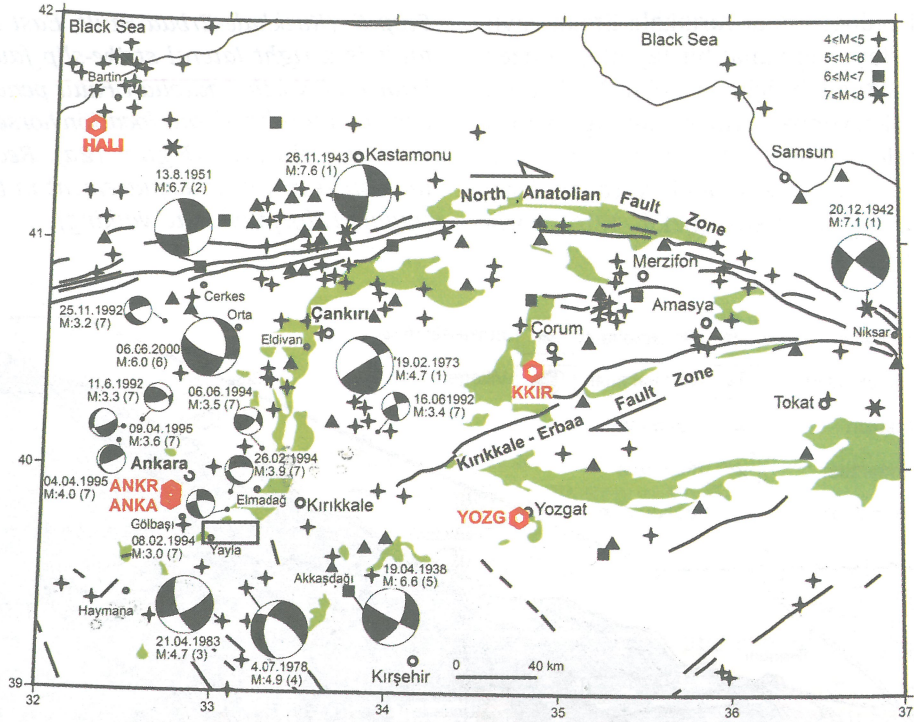 42
Black Sea
Bartin
HALI
Black Sea
4≤M<5
5≤M<6
6≤M<7
7≤M<8
Samsun
13.8.1951
M:6.7 (2)
26.11.1943
M:7.6 (1)
Kastamonu
North Anatolian Fault Zone
20.12.1942
M:7.1 (1)
41
Merzifon
Cerkes
25.11.1992
M:3.2 (7)
Orta
Çankırı
Eldivan
Amasya
Çorum
Niksar
06.06.2000
M:6.0 (6)
19.02.1973
M:4.7 (1)
KKIR
11.6.1992
M:3.3 (7)
06.06.1994
M:3.5 (7)
16.061992
M:3.4 (7)
Tokat
09.04.1995
M:3.6 (7)
Kırıkkale - Erbaa Fault Zone
40
Ankara
26.02.1994
M:3.9 (7)
04.04.1995
M:4.0 (7)
ANKR
ANKA
Elmadağ
Kırıkkale
YOZG
Yozgat
Gölbaşı
08.02.1994
M:3.0 (7)
Yayla
Akkaşdağı
19.04.1938
M: 6.6 (5)
Haymana
21.04.1983
M:4.7 (3)
4.07.1978
M:4.9 (4)
Kırşehir
0 40 km
39
32 33 34 35 36 37